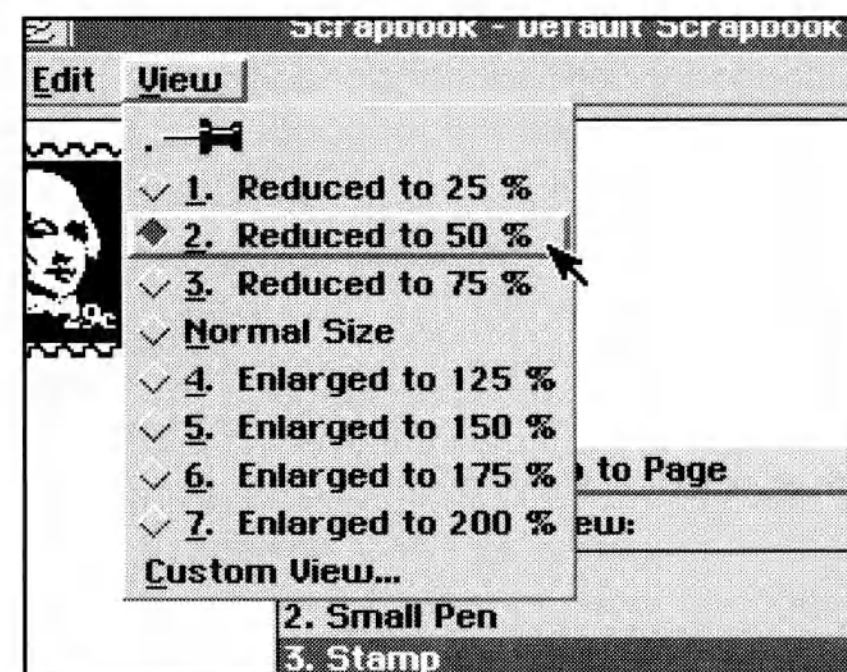 Scrapbook - Default Scrapbook
Edit View
1. Reduced to 25 %
2. Reduced to 50 %
3. Reduced to 75 %
Normal Size
29c
4. Enlarged to 125 %
5. Enlarged to 150 %
6. Enlarged to 175 %
to Page
7. Enlarged to 200 %
ew:
Custom View...
2. Small Pen
3. Stamp